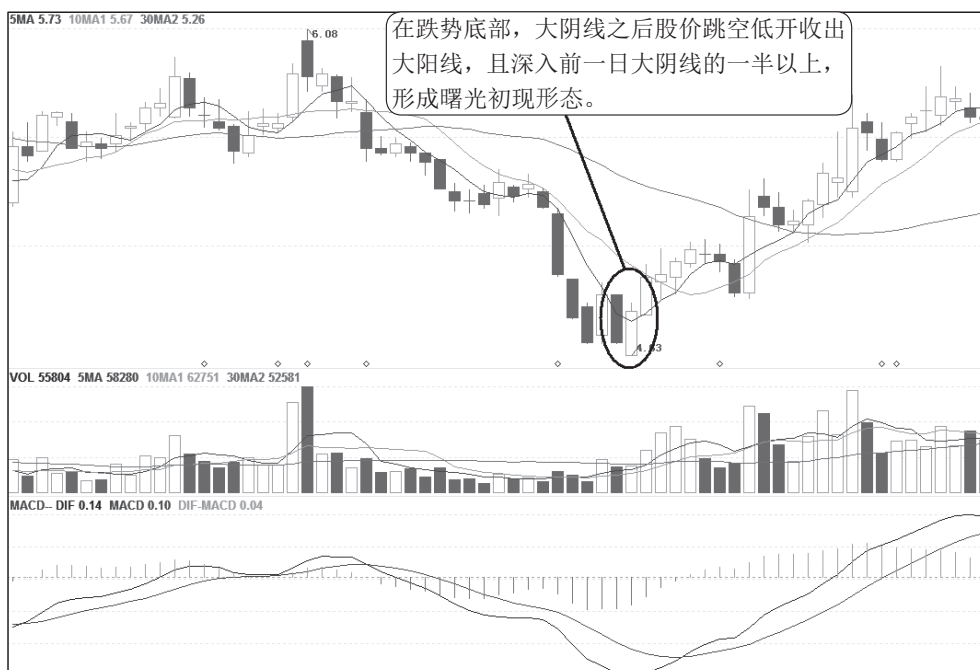 5MA 5.73 10MA1 5.67 30MA2 5.26
6.08
在跌势底部，大阴线之后股价跳空低开收出
大阳线，且深入前一日大阴线的一半以上，
形成曙光初现形态。
4.53
VOL 55804 5MA 58280 10MA1 62751 30MA2 52581
MACD-- DIF 0.14 MACD 0.10 DIF-MACD 0.04